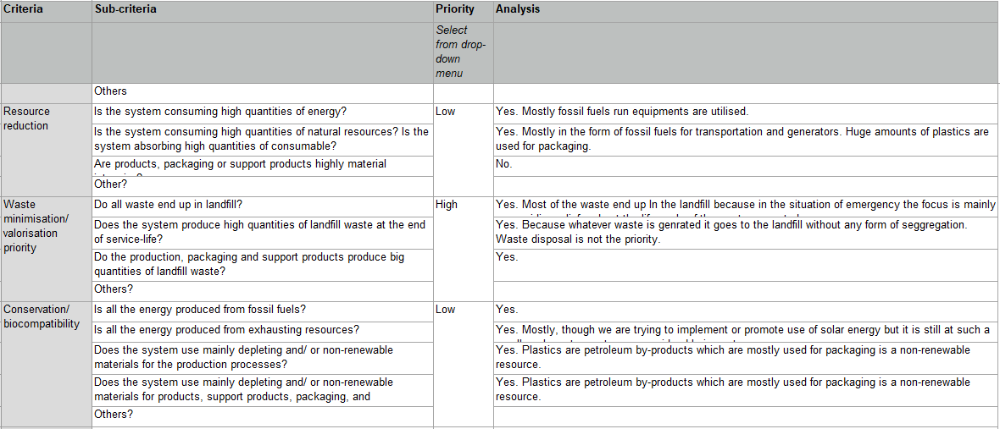 Criteria Sub-criteria Priority Analysis
Select
from drop-
down
menu
Others
Resource
reduction
Is the system consuming high quantities of energy?
Low
Yes. Mostly fossil fuels run equipments are utilised.
Is the system consuming high quantities of natural resources? Is the
system absorbing high quantities of consumable?
Yes. Mostly in the form of fossil fuels for transportation and generators. Huge amounts of plastics are
used for packaging.
Are products, packaging or support products highly material
No.
Other?
Waste
minimisation/
valorisation
priority
Do all waste end up in landfill?
High
Yes. Most of the waste end up In the landfill because in the situation of emergency the focus is mainly
Does the system produce high quantities of landfill waste at the end
of service-life?
Yes. Because whatever waste is genrated it goes to the landfill without any form of seggregation.
Waste disposal is not the priority.
Do the production, packaging and support products produce big
quantities of landfill waste?
Yes.
Others?
Conservation/
biocompatibility
Is all the energy produced from fossil fuels?
Low
Yes.
Is all the energy produced from exhausting resources?
Yes. Mostly, though we are trying to implement or promote use of solar energy but it is still at such a
Does the system use mainly depleting and/ or non-renewable
materials for the production processes?
Yes. Plastics are petroleum by-products which are mostly used for packaging is a non-renewable
resource.
Does the system use mainly depleting and/ or non-renewable
materials for products, support products, packaging, and
Yes. Plastics are petroleum by-products which are mostly used for packaging is a non-renewable
resource.
Others?